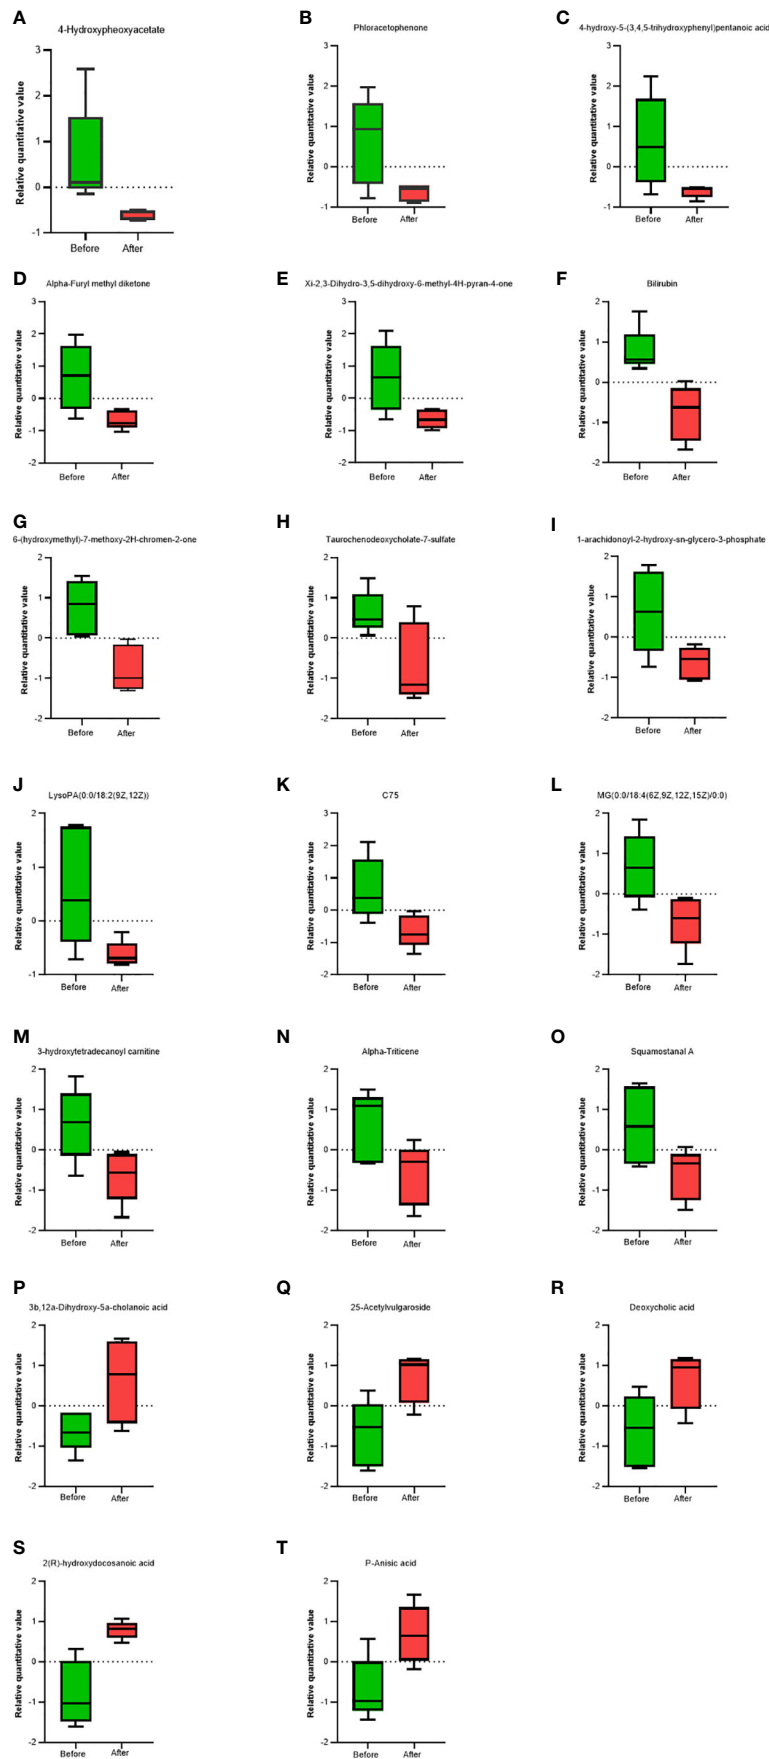 A
4-Hydroxypheoxyacetate
Relative quantitative value
3
2
1
0
-1
Before
After
B
Phloracetophenone
Relative quantitative value
3
2
1
0
-1
Before
After
C
4-hydroxy-5-(3,4,5-trihydroxyphenyl)pentanoic acid
Relative quantitative value
3
2
1
0
-1
Before
After
D
Alpha-Furyl methyl diketone
Relative quantitative value
3
2
1
0
-1
-2
Before
After
E
Xi-2,3-Dihydro-3,5-dihydroxy-6-methyl-4H-pyran-4-one
Relative quantitative value
3
2
1
0
-1
-2
Before
After
F
Bilirubin
Relative quantitative value
2
1
0
-1
-2
Before
After
G
6-(hydroxymethyl)-7-methoxy-2H-chromen-2-one
Relative quantitative value
2
1
0
-1
-2
Before
After
H
Taurochenodeoxycholate-7-sulfate
Relative quantitative value
2
1
0
-1
-2
Before
After
I
1-arachidonoyl-2-hydroxy-sn-glycero-3-phosphate
Relative quantitative value
2
1
0
-1
-2
Before
After
J
LysoPA(0:0/18:2(9Z,12Z))
Relative quantitative value
2
1
0
-1
Before
After
K
C75
Relative quantitative value
3
2
1
0
-1
-2
Before
After
L
MG(0:0/18:4(6Z,9Z,12Z,15Z)/0:0)
Relative quantitative value
2
1
0
-1
-2
Before
After
M
3-hydroxytetradecanoyl carnitine
Relative quantitative value
2
1
0
-1
-2
Before
After
N
Alpha-Triticene
Relative quantitative value
2
1
0
-1
-2
Before
After
O
Squamostanal A
Relative quantitative value
2
1
0
-1
-2
Before
After
P
3b,12a-Dihydroxy-5a-cholanoic acid
Relative quantitative value
2
1
0
-1
-2
Before
After
Q
25-Acetylvulgaroside
Relative quantitative value
2
1
0
-1
-2
Before
After
R
Deoxycholic acid
Relative quantitative value
2
1
0
-1
-2
Before
After
S
2(R)-hydroxydocosanoic acid
Relative quantitative value
2
1
0
-1
-2
Before
After
T
P-Anisic acid
Relative quantitative value
2
1
0
-1
-2
Before
After